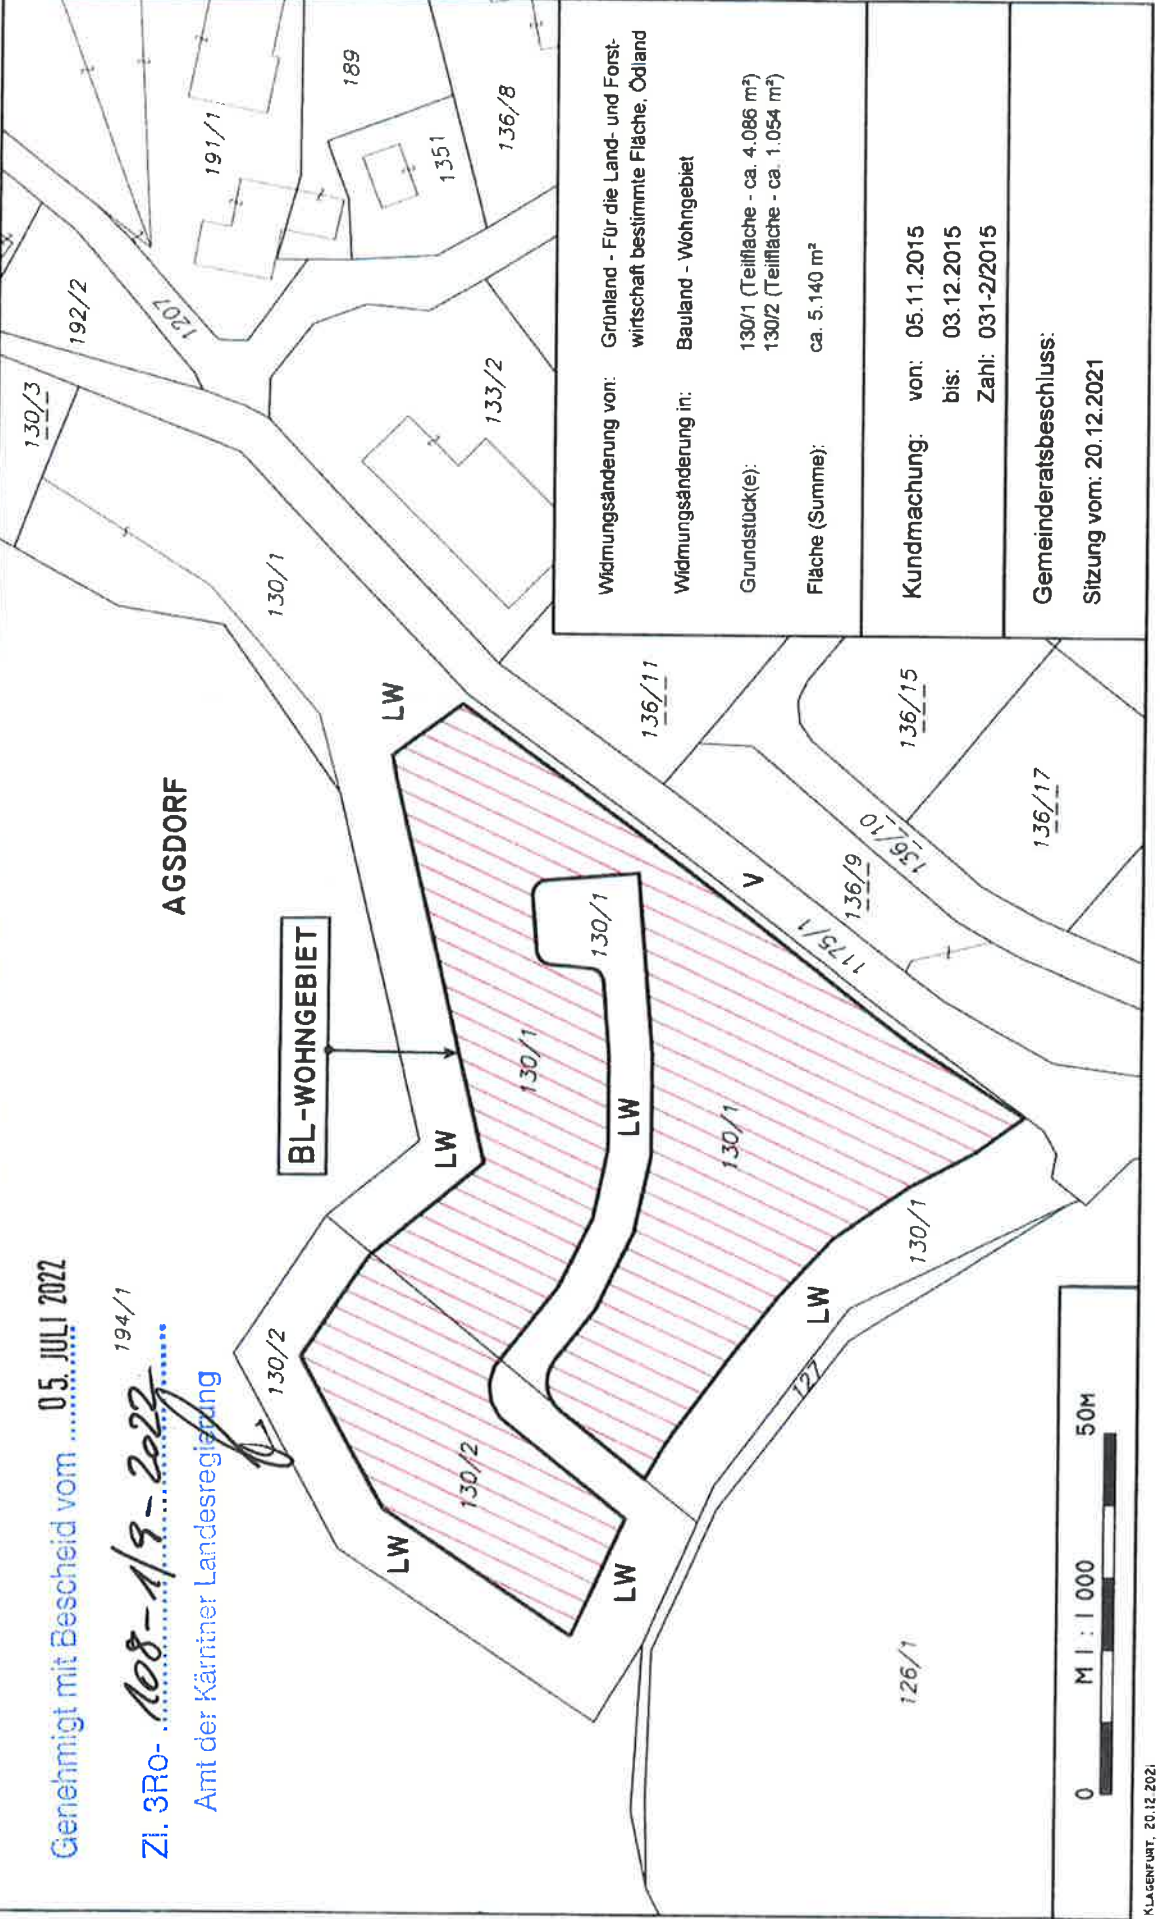 Genehmigt mit Bescheid vom ........ 05. JULI 2022
Zl. 3Ro- 108-1/9-2022
Amt der Kärntner Landesregierung
194/1
AGSDORF
BL-WOHNGEBIET
130/3
192/2
1207
191/1
189
1351
136/8
133/2
130/1
LW
130/2
LW
130/1
130/1
LW
130/1
130/2
LW
LW
LW
130/1
127
V
1175/1
136/9
136/10
136/11
136/15
136/17
126/1
Widmungsänderung von: Grünland - Für die Land- und Forst-
wirtschaft bestimmte Fläche, Ödland
Widmungsänderung in: Bauland - Wohngebiet
Grundstück(e): 130/1 (Teilfläche - ca. 4.086 m²)
130/2 (Teilfläche - ca. 1.054 m²)
Fläche (Summe): ca. 5.140 m²
Kundmachung: von: 05.11.2015
bis: 03.12.2015
Zahl: 031-2/2015
Gemeinderatsbeschluss:
Sitzung vom: 20.12.2021
0 M 1 : 1 000 50M
KLAGENFURT, 20.12.2021